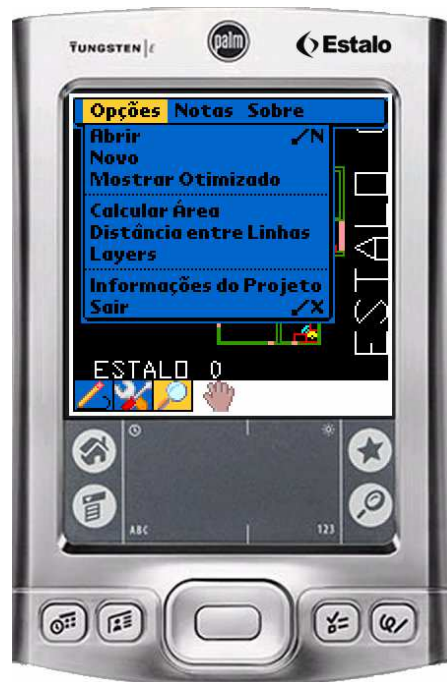 TUNGSTEN | E
palm
Estalo
Opções Notas Sobre
Abrir /N
Novo
Mostrar Otimizado
Calcular Área
Distância entre Linhas
Layers
Informações do Projeto
Sair /X
ESTALO
ESTALO 0
ABC
123